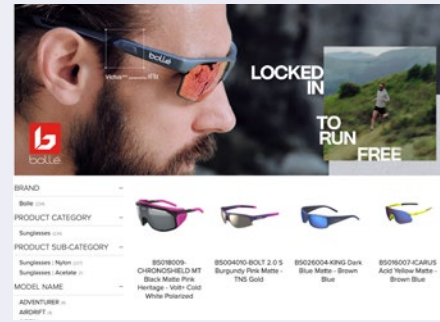 bolle
LOCKED
IN
TO
RUN
FREE
bollé
BRAND
Bolle
PRODUCT CATEGORY
Sunglasses
PRODUCT SUB-CATEGORY
Sunglasses : Nylon
Sunglasses : Acetate
MODEL NAME
ADVENTURER
AIRDRIFT
BS018009-
CHRONOSHIELD MT
Black Matte Pink
Heritage - Volt+ Cold
White Polarized
BS004010-BOLT 2.0 S
Burgundy Pink Matte -
TNS Gold
BS026004-KING Dark
Blue Matte - Brown
Blue
BS016007-ICARUS
Acid Yellow Matte -
Brown Blue